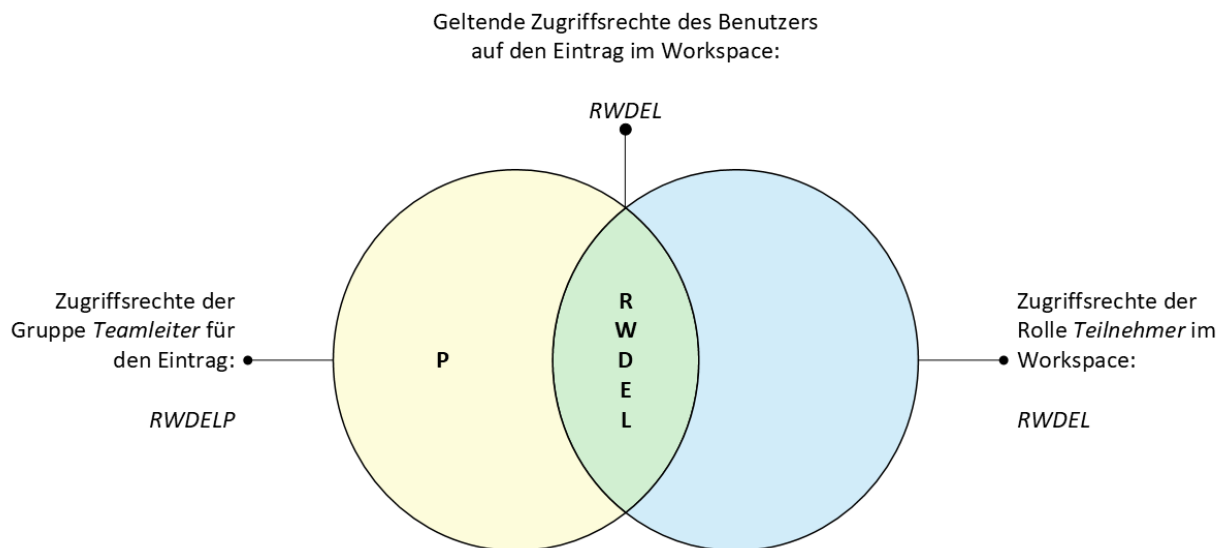 Geltende Zugriffsrechte des Benutzers
auf den Eintrag im Workspace:
RWDEL
Zugriffsrechte der
Gruppe Teamleiter für
den Eintrag:
RWDELP
P
R
W
D
E
L
Zugriffsrechte der
Rolle Teilnehmer im
Workspace:
RWDEL